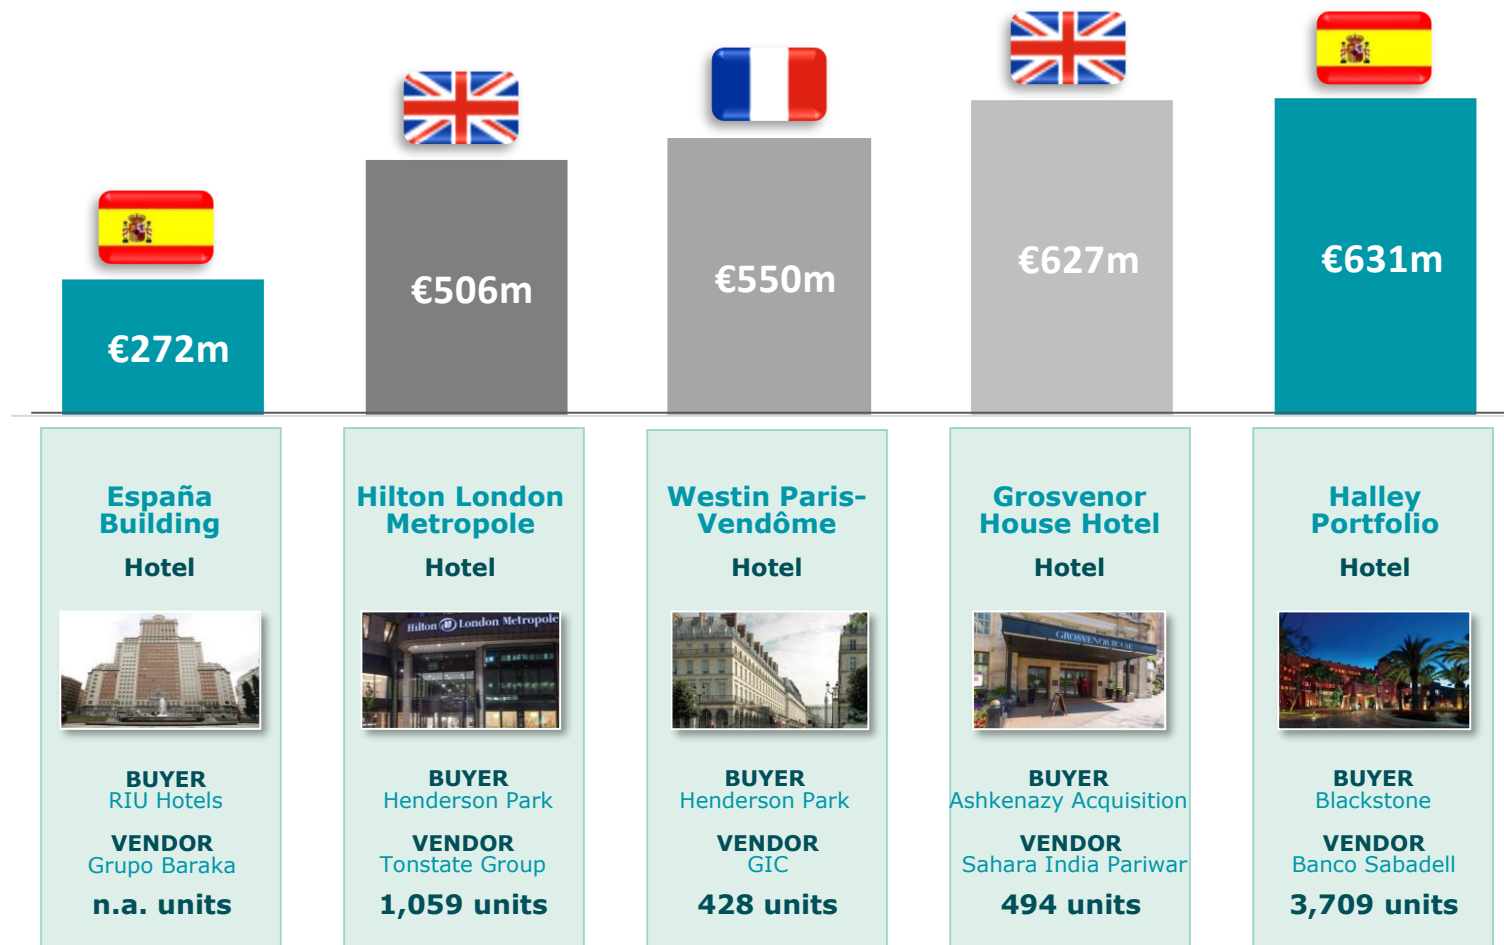 €272m
€506m
€550m
€627m
€631m
España
Building
Hotel
BUYER
RIU Hotels
VENDOR
Grupo Baraka
n.a. units
Hilton London
Metropole
Hotel
Hilton London Metropole
BUYER
Henderson Park
VENDOR
Tonstate Group
1,059 units
Westin Paris-
Vendôme
Hotel
BUYER
Henderson Park
VENDOR
GIC
428 units
Grosvenor
House Hotel
Hotel
GROSVENOR HOUSE
BUYER
Ashkenazy Acquisition
VENDOR
Sahara India Pariwar
494 units
Halley
Portfolio
Hotel
BUYER
Blackstone
VENDOR
Banco Sabadell
3,709 units